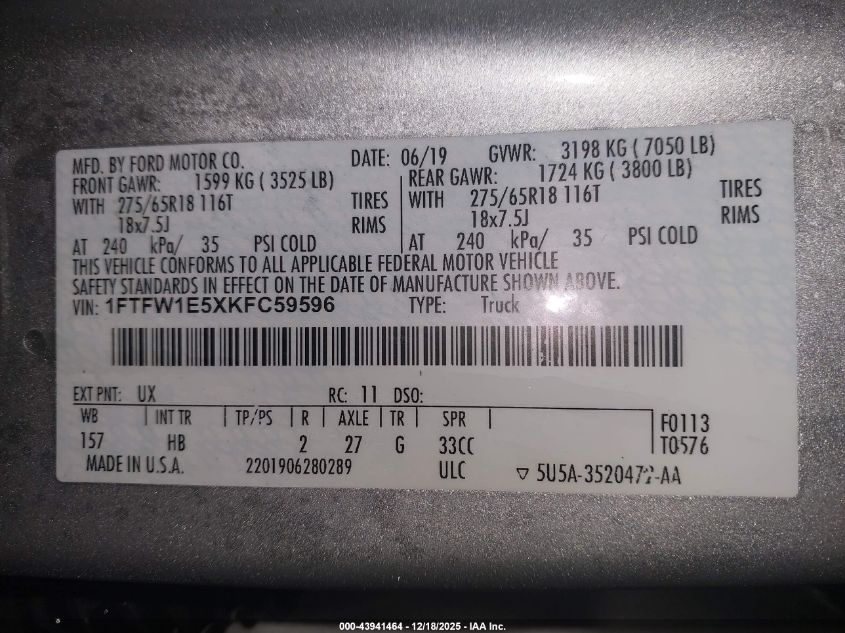 MFD. BY FORD MOTOR CO. DATE: 06/19 GVWR: 3198 KG ( 7050 LB)
FRONT GAWR: 1599 KG ( 3525 LB) REAR GAWR: 1724 KG ( 3800 LB)
WITH 275/65R18 116T TIRES WITH 275/65R18 116T TIRES
18x7.5J RIMS 18x7.5J RIMS
AT 240 kPa/ 35 PSI COLD AT 240 kPa/ 35 PSI COLD
THIS VEHICLE CONFORMS TO ALL APPLICABLE FEDERAL MOTOR VEHICLE
SAFETY STANDARDS IN EFFECT ON THE DATE OF MANUFACTURE SHOWN ABOVE.
VIN: 1FTFW1E5XKFC59596 TYPE: Truck
EXT PNT: UX RC: 11 DSO:
WB INT TR TP/PS R AXLE TR SPR F0113
157 HB 2 27 G 33CC T0576
MADE IN U.S.A. 2201906280289 ULC ▽ 5U5A-3520472-AA
000-43941464 - 12/18/2025 - IAA Inc.